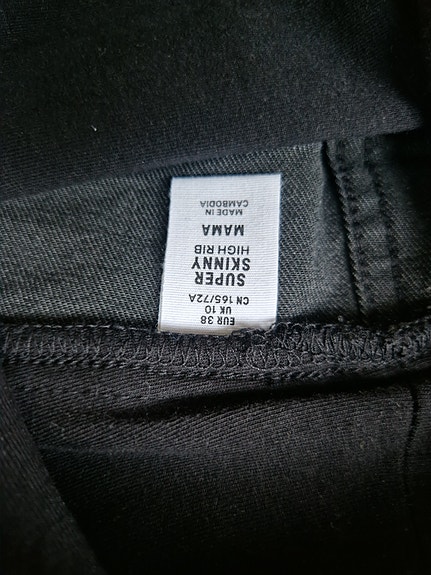 EUR 38
UK 10
CN 165/72A
SUPER
SKINNY
HIGH RIB
MAMA
MADE IN
CAMBODIA